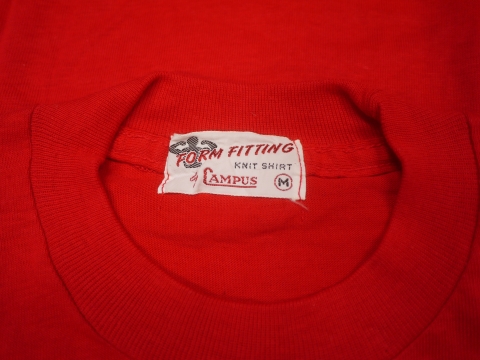 FORM FITTING
KNIT SHIRT
by CAMPUS M